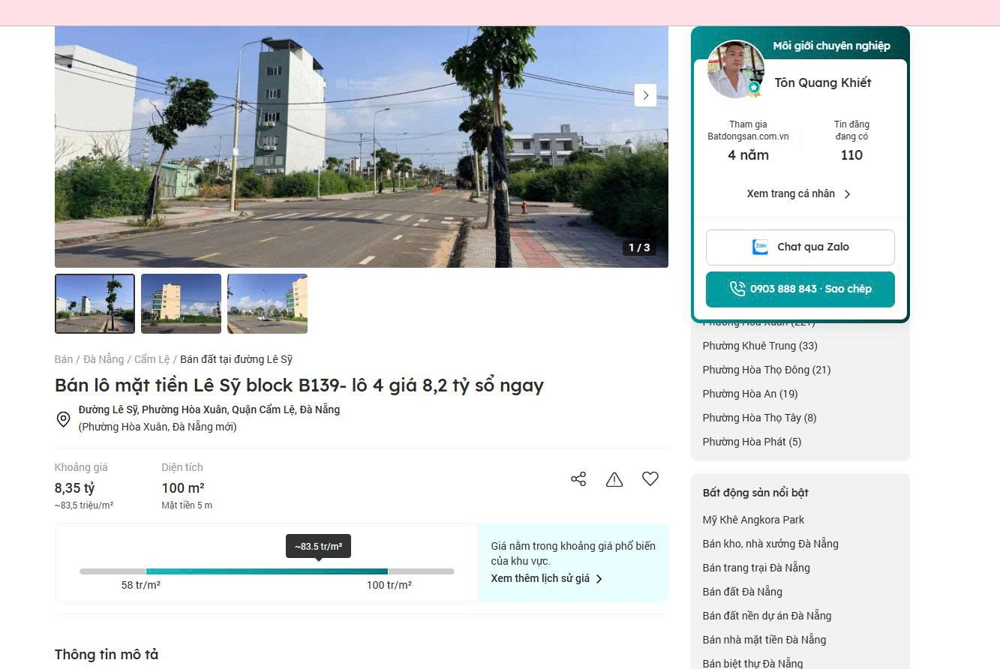 Môi giới chuyên nghiệp
Tôn Quang Khiết
Tham gia
Batdongsan.com.vn
4 năm
Tin đăng
đang có
110
Xem trang cá nhân
Zalo
Chat qua Zalo
0903 888 843 · Sao chép
1 / 3
Bán / Đà Nẵng / Cẩm Lệ / Bán đất tại đường Lê Sỹ
Bán lô mặt tiền Lê Sỹ block B139- lô 4 giá 8,2 tỷ sổ ngay
Đường Lê Sỹ, Phường Hòa Xuân, Quận Cẩm Lệ, Đà Nẵng
(Phường Hòa Xuân, Đà Nẵng mới)
Khoảng giá
8,35 tỷ
~83,5 triệu/m²
Diện tích
100 m²
Mặt tiền 5 m
~83.5 tr/m²
58 tr/m²
100 tr/m²
Giá nằm trong khoảng giá phổ biến
của khu vực.
Xem thêm lịch sử giá
Thông tin mô tả
Phường Hòa Xuân (221)
Phường Khuê Trung (33)
Phường Hòa Thọ Đông (21)
Phường Hòa An (19)
Phường Hòa Thọ Tây (8)
Phường Hòa Phát (5)
Bất động sản nổi bật
Mỹ Khê Angkora Park
Bán kho, nhà xưởng Đà Nẵng
Bán trang trại Đà Nẵng
Bán đất Đà Nẵng
Bán đất nền dự án Đà Nẵng
Bán nhà mặt tiền Đà Nẵng
Bán biệt thự Đà Nẵng